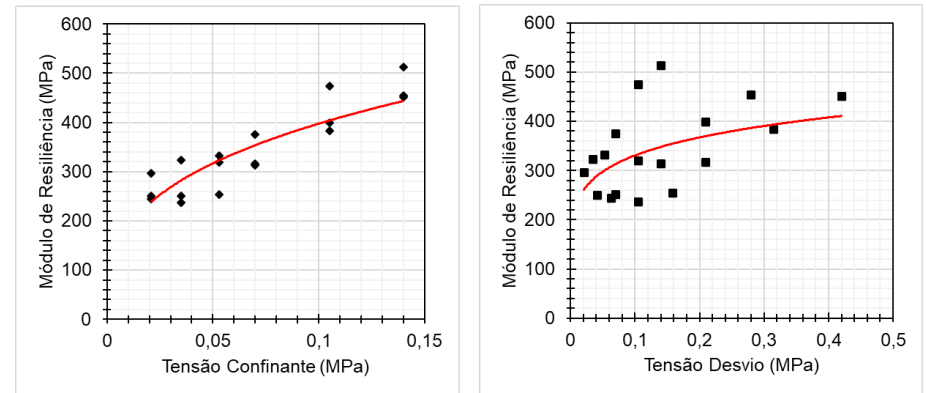 Módulo de Resiliência (MPa)
600
500
400
300
200
100
0
0 0,05 0,1 0,15
Tensão Confinante (MPa)
Módulo de Resiliência (MPa)
600
500
400
300
200
100
0
0 0,1 0,2 0,3 0,4 0,5
Tensão Desvio (MPa)